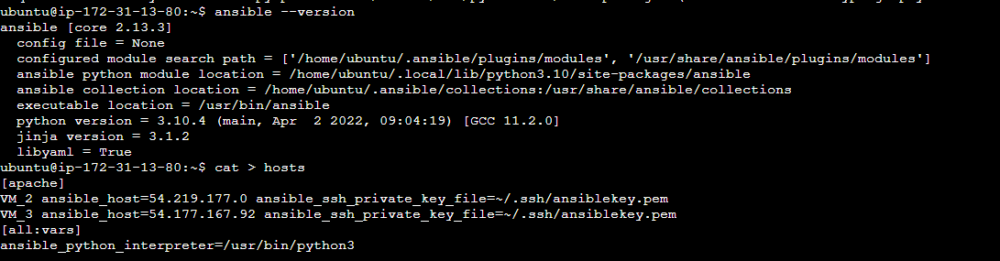 ubuntu@ip-172-31-13-80:~$ ansible --version
ansible [core 2.13.3]
  config file = None
  configured module search path = ['/home/ubuntu/.ansible/plugins/modules', '/usr/share/ansible/plugins/modules']
  ansible python module location = /home/ubuntu/.local/lib/python3.10/site-packages/ansible
  ansible collection location = /home/ubuntu/.ansible/collections:/usr/share/ansible/collections
  executable location = /usr/bin/ansible
  python version = 3.10.4 (main, Apr  2 2022, 09:04:19) [GCC 11.2.0]
  jinja version = 3.1.2
  libyaml = True
ubuntu@ip-172-31-13-80:~$ cat > hosts
[apache]
VM_2 ansible_host=54.219.177.0 ansible_ssh_private_key_file=~/.ssh/ansiblekey.pem
VM_3 ansible_host=54.177.167.92 ansible_ssh_private_key_file=~/.ssh/ansiblekey.pem
[all:vars]
ansible_python_interpreter=/usr/bin/python3